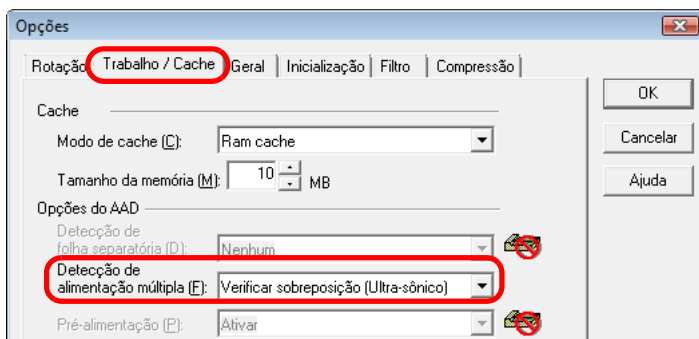 Opções
Rotação Trabalho / Cache Geral Inicialização Filtro Compressão
OK
Cancelar
Ajuda
Cache
Modo de cache (C): Ram cache
Tamanho da memória (M): 10 MB
Opções do AAD
Detecção de
folha separatória (D): Nenhum
Detecção de
alimentação múltipla (F): Verificar sobreposição (Ultra-sônico)
Pré-alimentação (P): Ativar